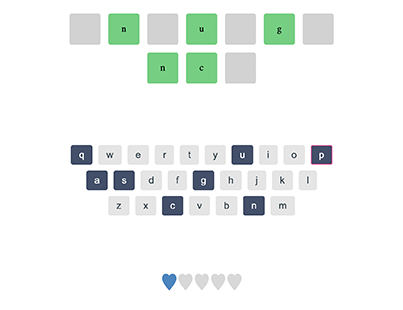 n u g
n c
q w e r t y u i o p
a s d f g h j k l
z x c v b n m